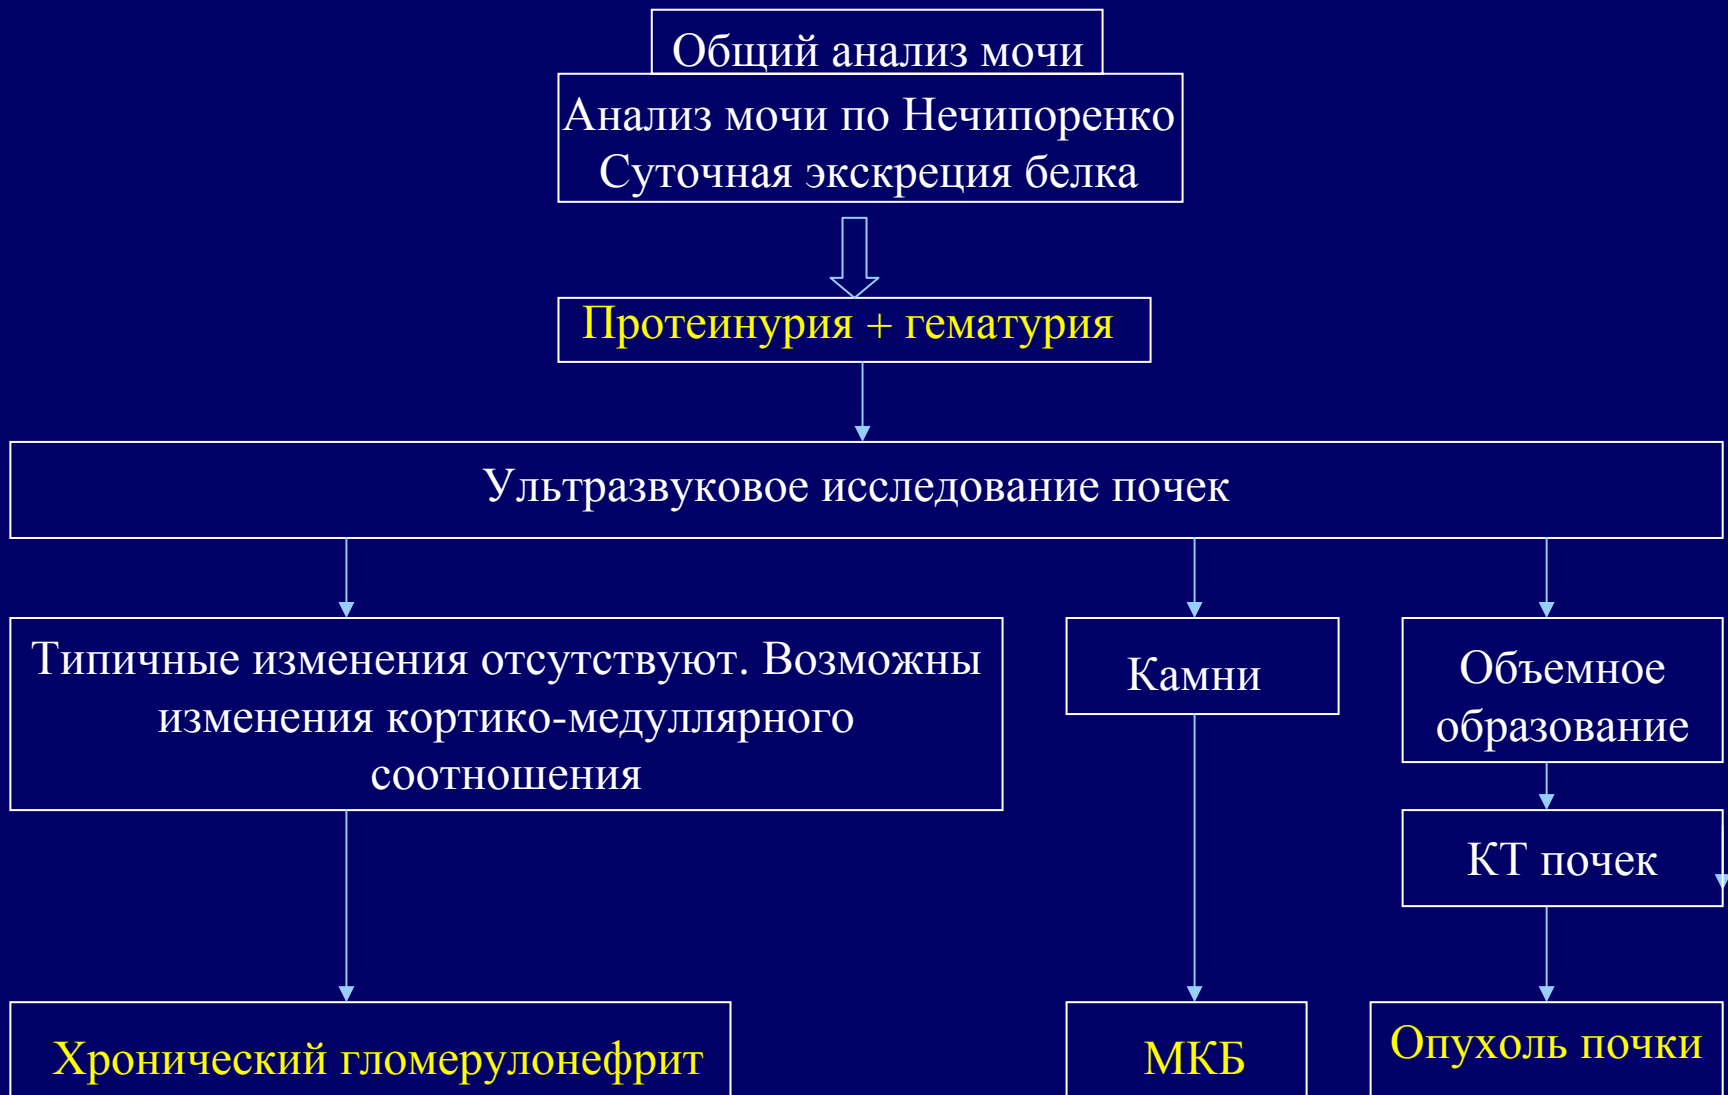 Общий анализ мочи
Анализ мочи по Нечипоренко
Суточная экскреция белка
Протеинурия + гематурия
Ультразвуковое исследование почек
Типичные изменения отсутствуют. Возможны
изменения кортико-медуллярного
соотношения
Камни
Объемное
образование
КТ почек
Хронический гломерулонефрит
МКБ
Опухоль почки